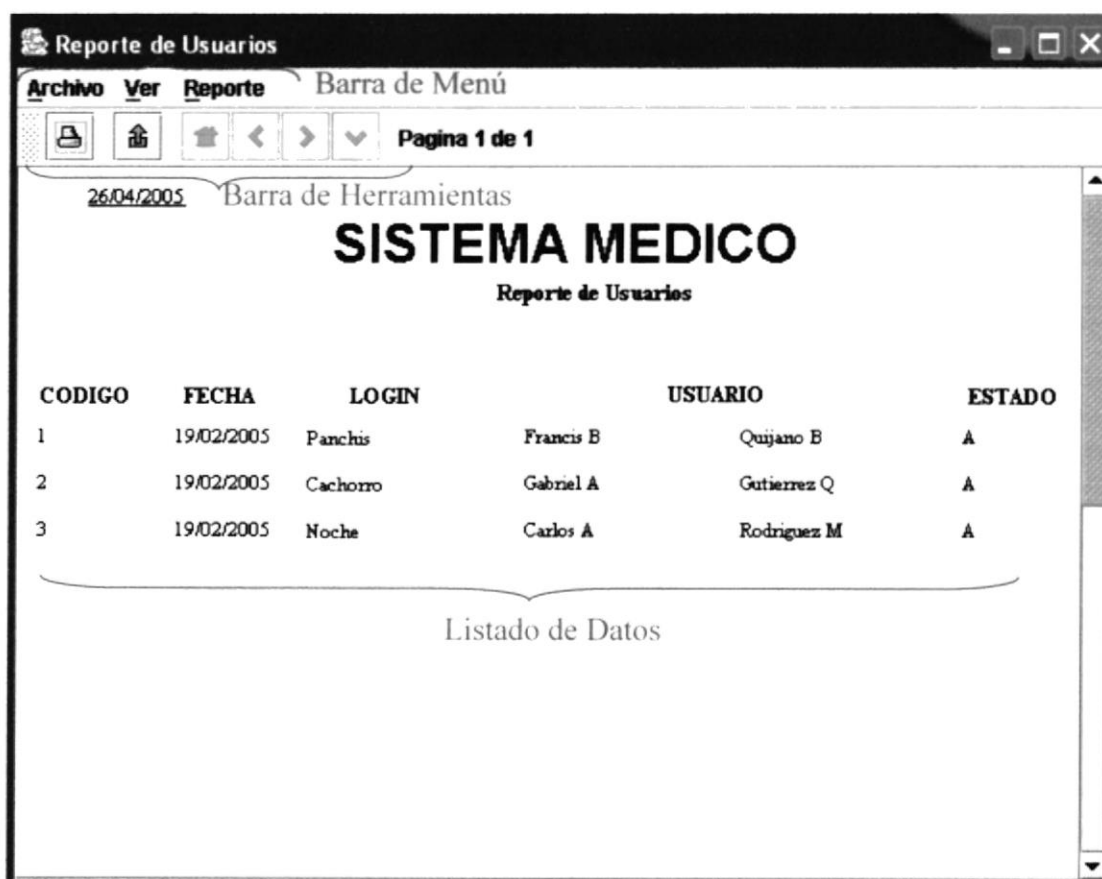 Reporte de Usuarios
Archivo Ver Reporte Barra de Menú
Pagina 1 de 1
26/04/2005 Barra de Herramientas
SISTEMA MEDICO
Reporte de Usuarios
CODIGO FECHA LOGIN USUARIO ESTADO
1 19/02/2005 Panchis Francis B Quijano B A
2 19/02/2005 Cachorro Gabriel A Gutierrez Q A
3 19/02/2005 Noche Carlos A Rodriguez M A
Listado de Datos